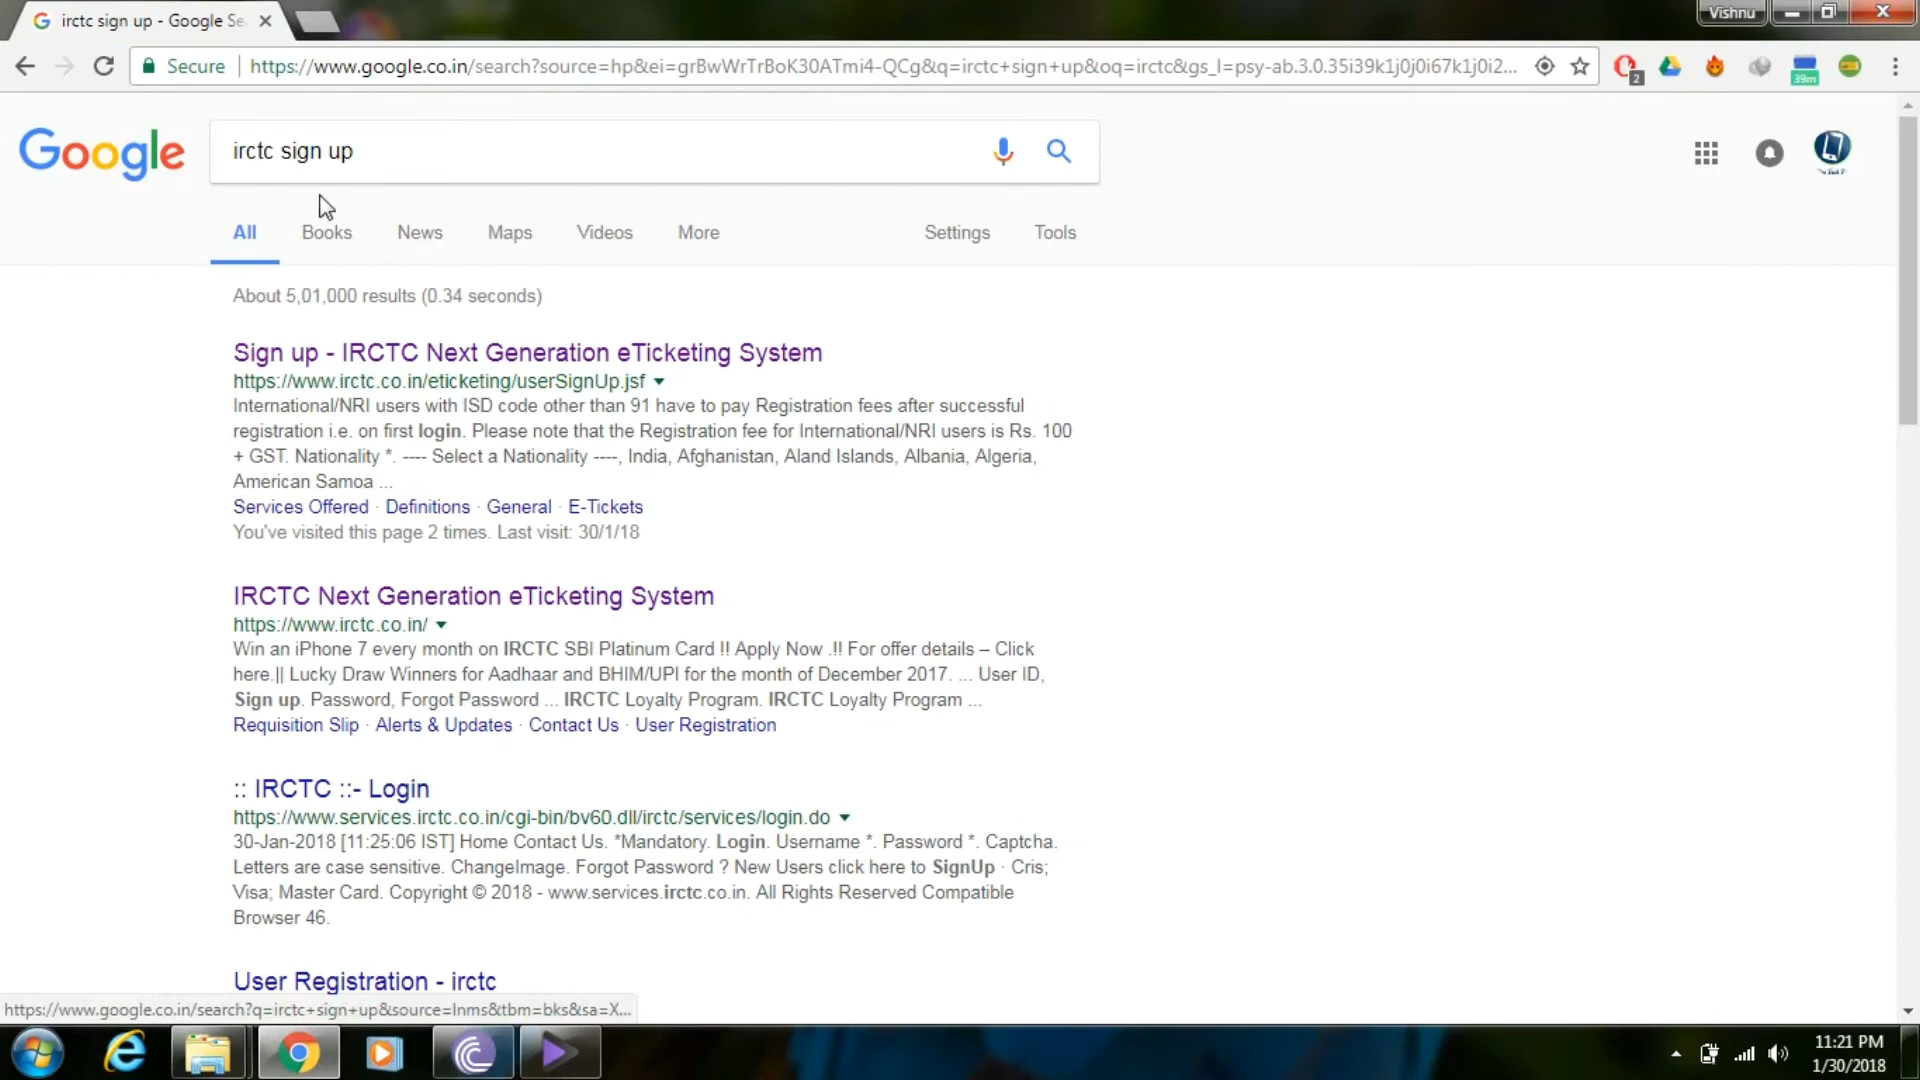 irctc sign up - Google Se
Vishnu
Secure
https://www.google.co.in/search?source=hp&ei=grBwWrTrBoK30ATmi4-QCg&q=irctc+sign+up&oq=irctc&gs_l=psy-ab.3.0.35i39k1j0j0i67k1j0i2...
2
39m
Google
irctc sign up
All Books News Maps Videos More Settings Tools
About 5,01,000 results (0.34 seconds)
Sign up - IRCTC Next Generation eTicketing System
https://www.irctc.co.in/eticketing/userSignUp.jsf
International/NRI users with ISD code other than 91 have to pay Registration fees after successful
registration i.e. on first login. Please note that the Registration fee for International/NRI users is Rs. 100
+ GST. Nationality *. ---- Select a Nationality ----, India, Afghanistan, Aland Islands, Albania, Algeria,
American Samoa ...
Services Offered · Definitions · General · E-Tickets
You've visited this page 2 times. Last visit: 30/1/18
IRCTC Next Generation eTicketing System
https://www.irctc.co.in/
Win an iPhone 7 every month on IRCTC SBI Platinum Card !! Apply Now .!! For offer details – Click
here.|| Lucky Draw Winners for Aadhaar and BHIM/UPI for the month of December 2017. ... User ID,
Sign up. Password, Forgot Password ... IRCTC Loyalty Program. IRCTC Loyalty Program ...
Requisition Slip · Alerts & Updates · Contact Us · User Registration
:: IRCTC ::- Login
https://www.services.irctc.co.in/cgi-bin/bv60.dll/irctc/services/login.do
30-Jan-2018 [11:25:06 IST] Home Contact Us. *Mandatory. Login. Username *. Password *. Captcha.
Letters are case sensitive. ChangeImage. Forgot Password ? New Users click here to SignUp · Cris;
Visa; Master Card. Copyright © 2018 - www.services.irctc.co.in. All Rights Reserved Compatible
Browser 46.
User Registration - irctc
https://www.google.co.in/search?q=irctc+sign+up&source=lnms&tbm=bks&sa=X...
11:21 PM
1/30/2018